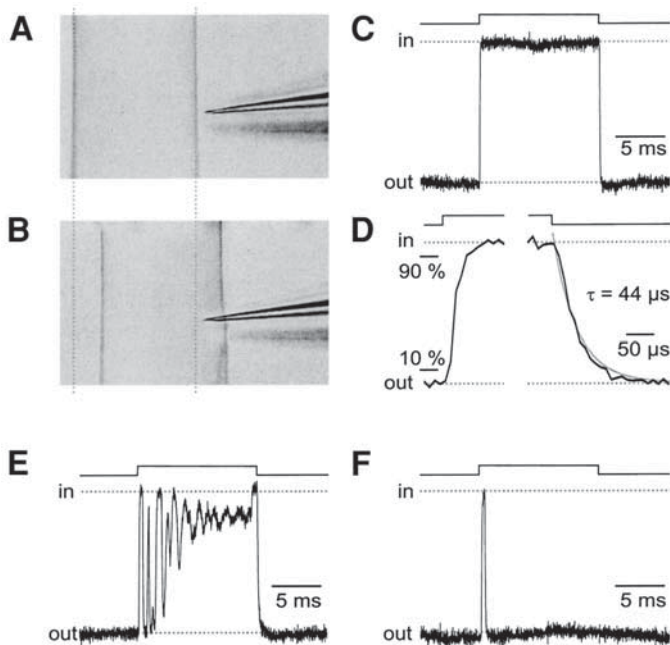 A
B
C
in
out
5 ms
D
in
90 %
10 %
out
τ = 44 µs
50 µs
E
in
out
5 ms
F
in
out
5 ms